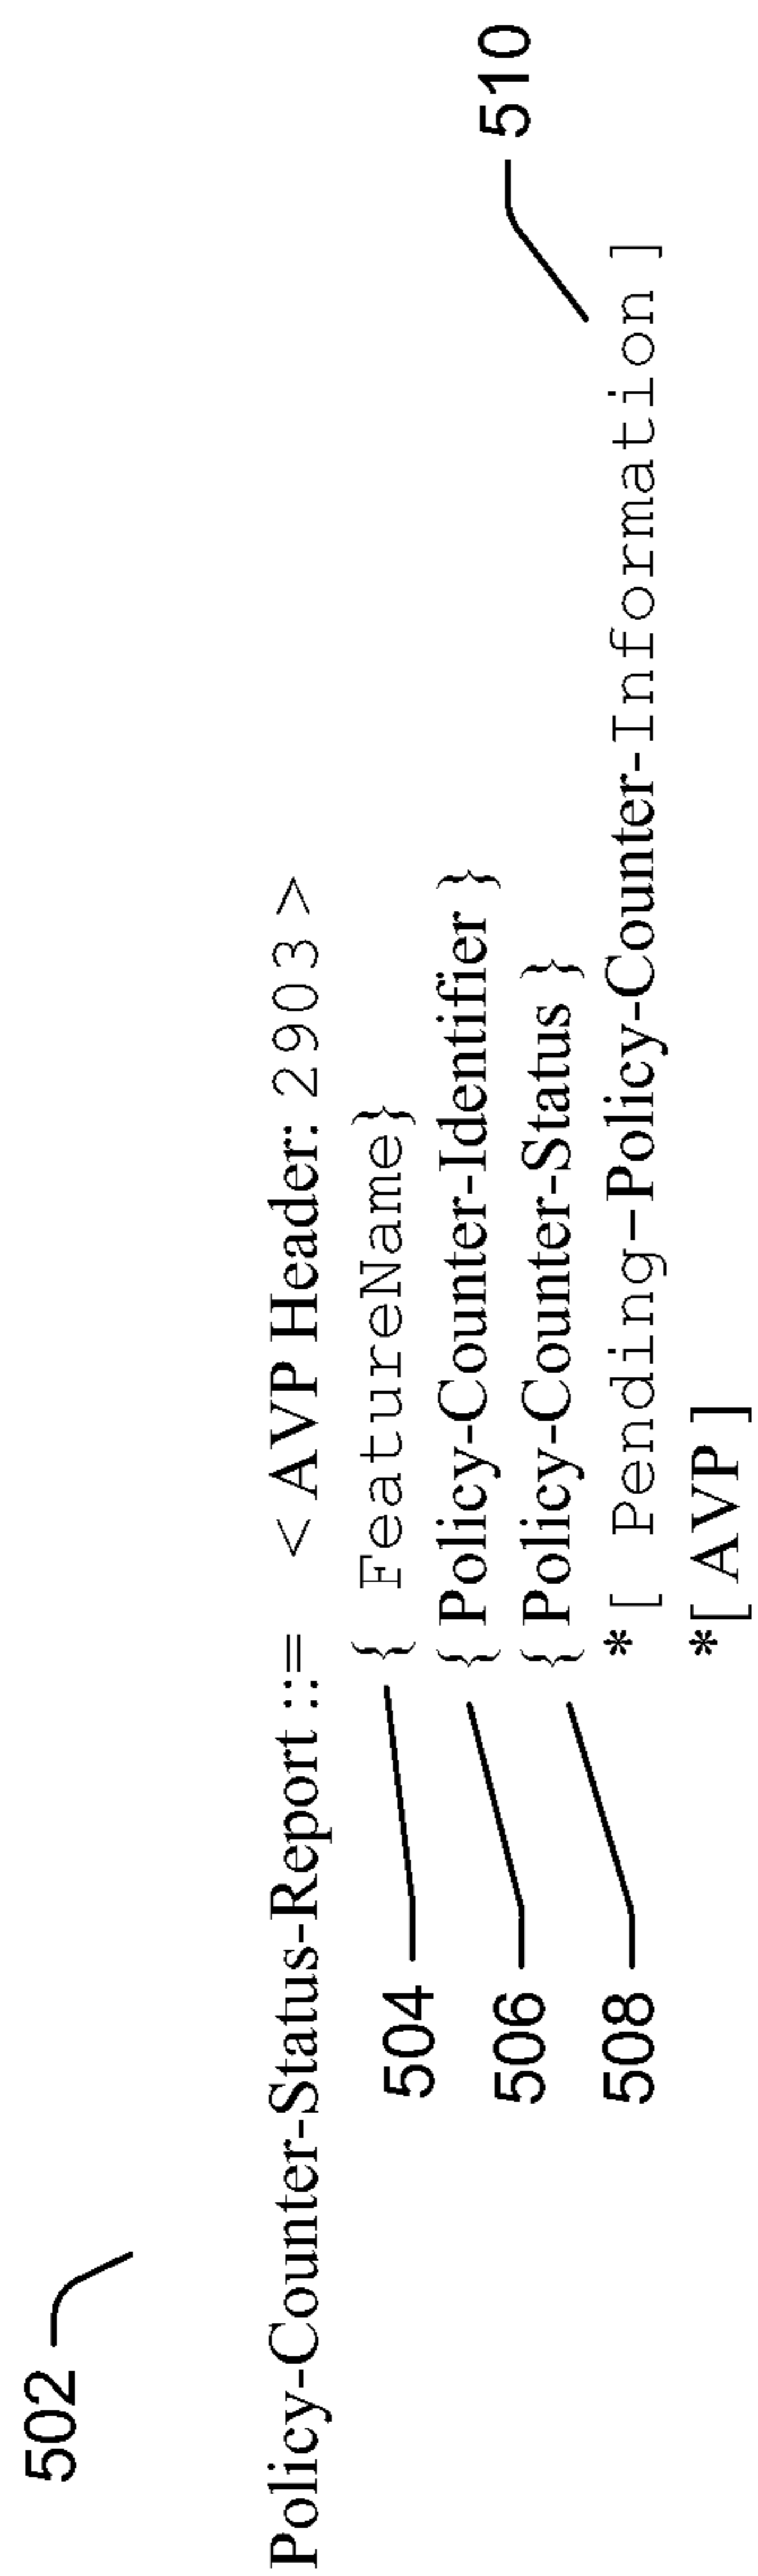 502
Policy-Counter-Status-Report ::= < AVP Header: 2903 >
504 { FeatureName}
506 { Policy-Counter-Identifier }
508 { Policy-Counter-Status }
*[ Pending-Policy-Counter-Information ] 510
*[ AVP ]